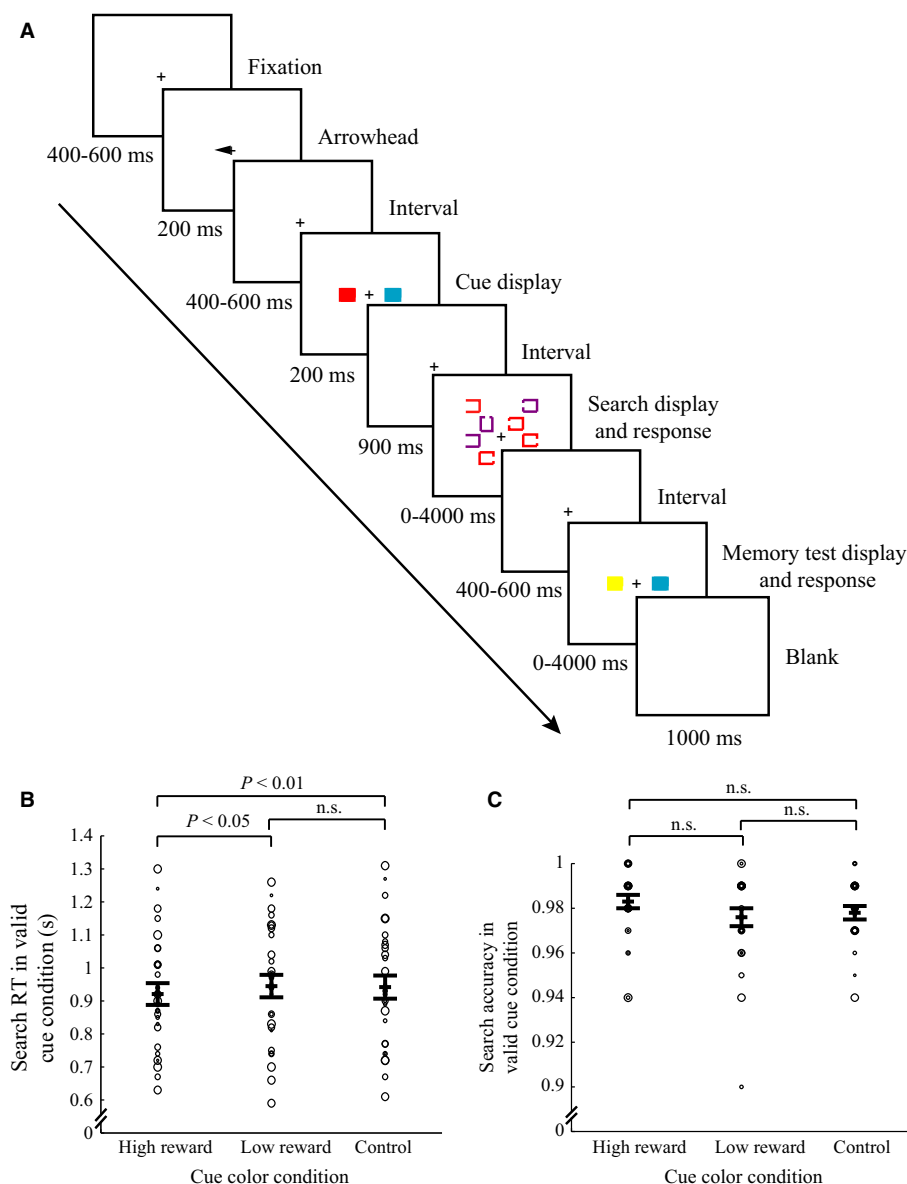 A
Fixation
400-600 ms
Arrowhead
200 ms
Interval
400-600 ms
Cue display
200 ms
Interval
900 ms
Search display
and response
0-4000 ms
Interval
400-600 ms
Memory test display
and response
0-4000 ms
Blank
1000 ms
B
P < 0.01
P < 0.05
n.s.
Search RT in valid
cue condition (s)
1.4
1.3
1.2
1.1
1
0.9
0.8
0.7
0.6
0
High reward
Low reward
Control
Cue color condition
C
n.s.
n.s.
n.s.
Search accuracy in
valid cue condition
1
0.98
0.96
0.94
0.92
0.9
0
High reward
Low reward
Control
Cue color condition